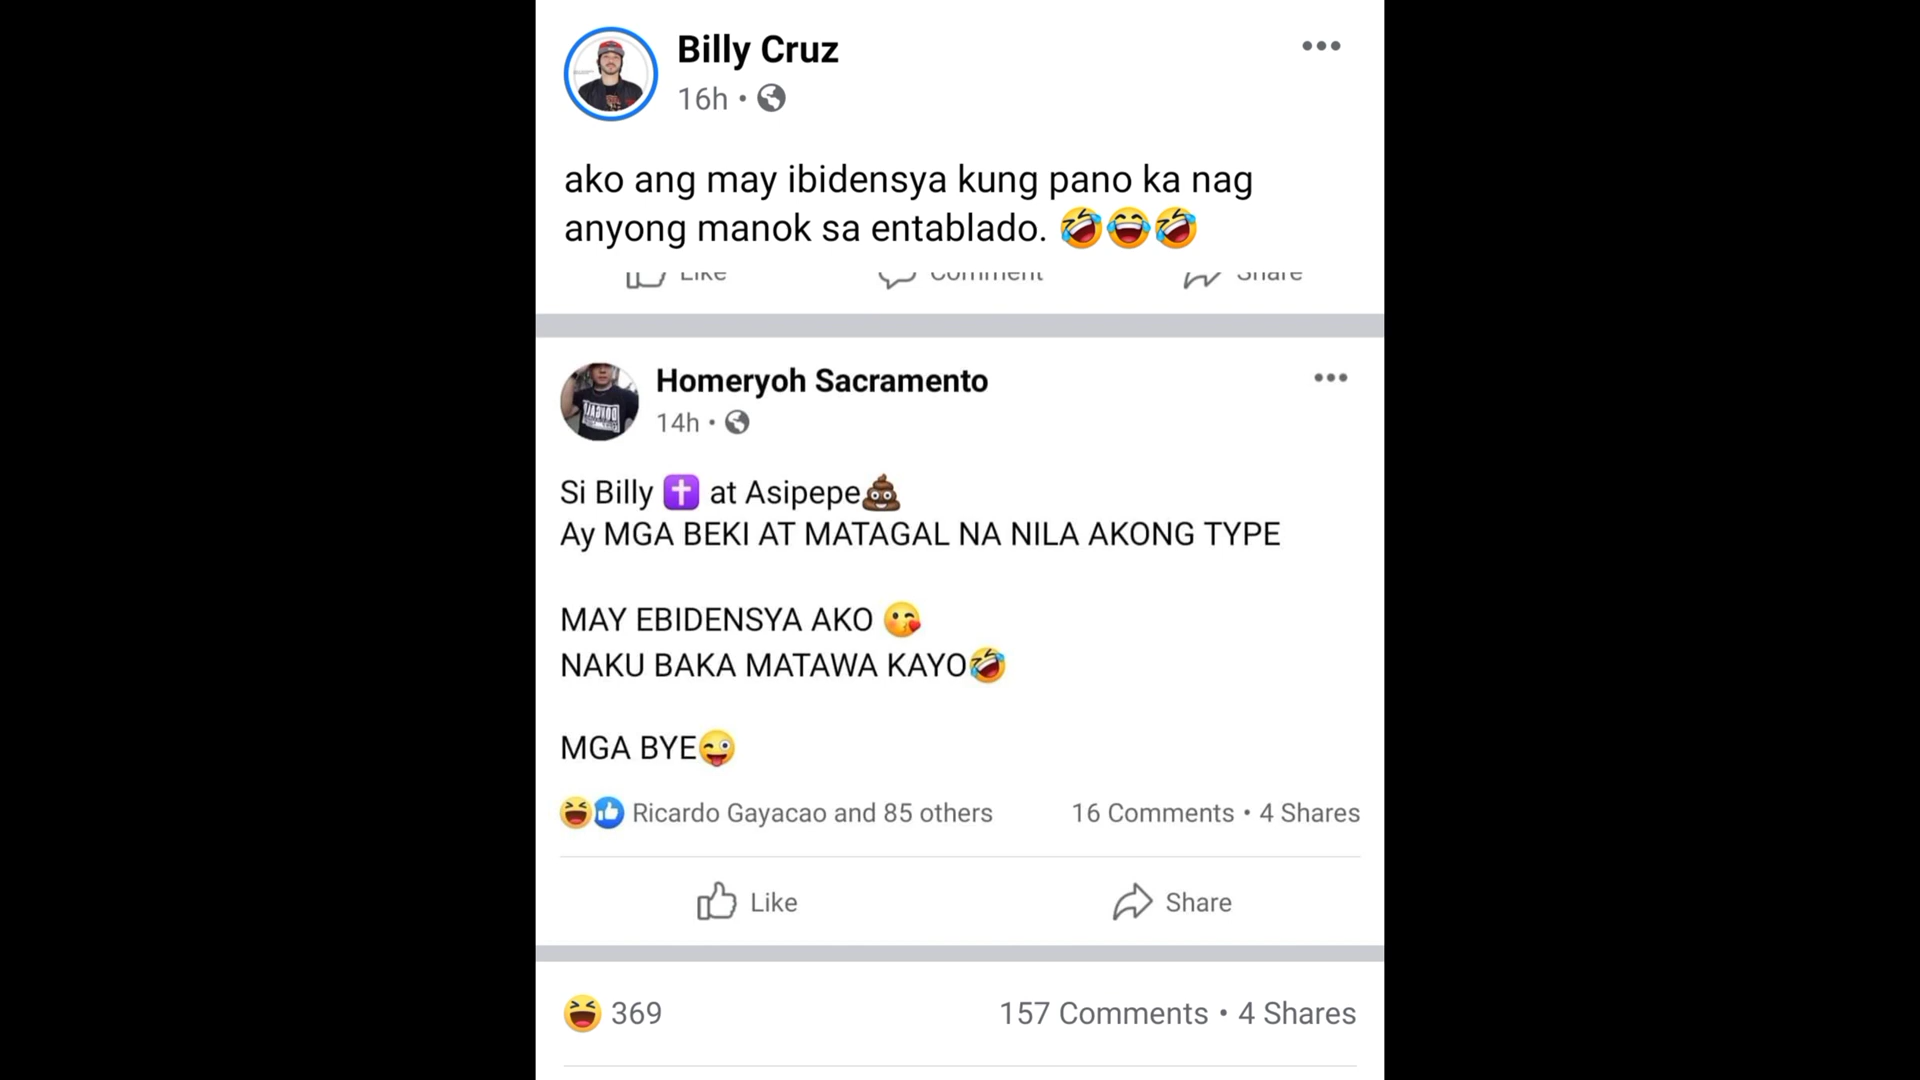 Billy Cruz
16h •
ako ang may ibidensya kung pano ka nag
anyong manok sa entablado. 🤣😂🤣
Like Comment Share
Homeryoh Sacramento
14h •
Si Billy ✝️ at Asipepe💩
Ay MGA BEKI AT MATAGAL NA NILA AKONG TYPE
MAY EBIDENSYA AKO 😘
NAKU BAKA MATAWA KAYO🤣
MGA BYE😜
Ricardo Gayacao and 85 others 16 Comments • 4 Shares
Like Share
369 157 Comments • 4 Shares